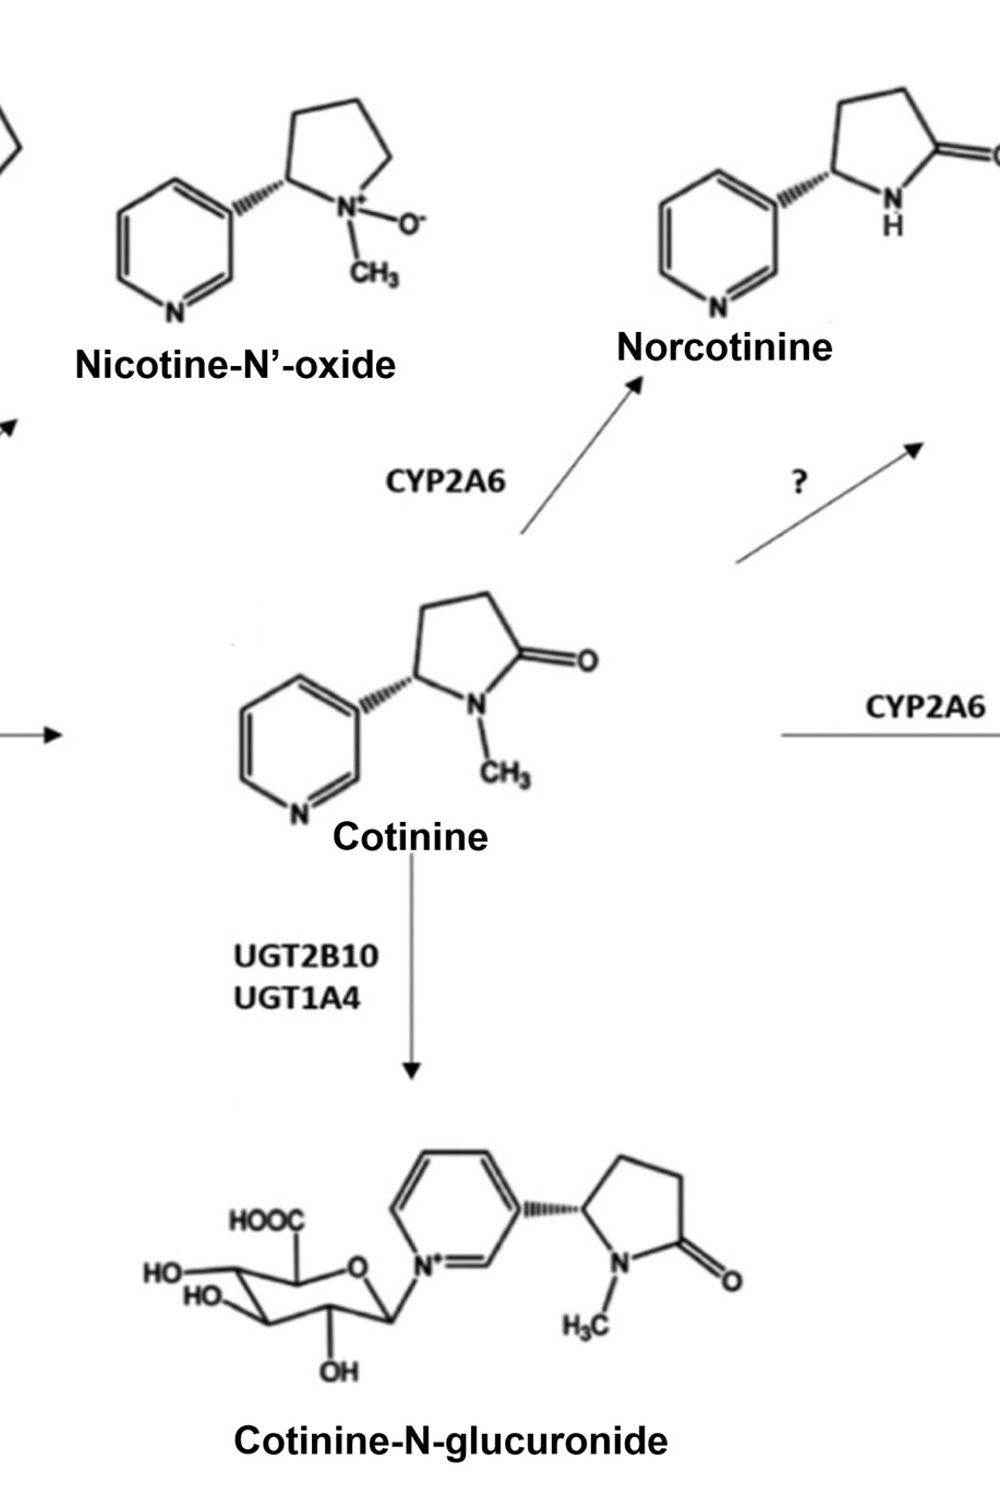 N⁺
O⁻
CH₃
N
Nicotine-N’-oxide
O
N
H
N
Norcotinine
CYP2A6
?
O
N
CH₃
N
Cotinine
CYP2A6
UGT2B10
UGT1A4
HOOC
HO
O
N⁺
N
O
HO
H₃C
OH
Cotinine-N-glucuronide